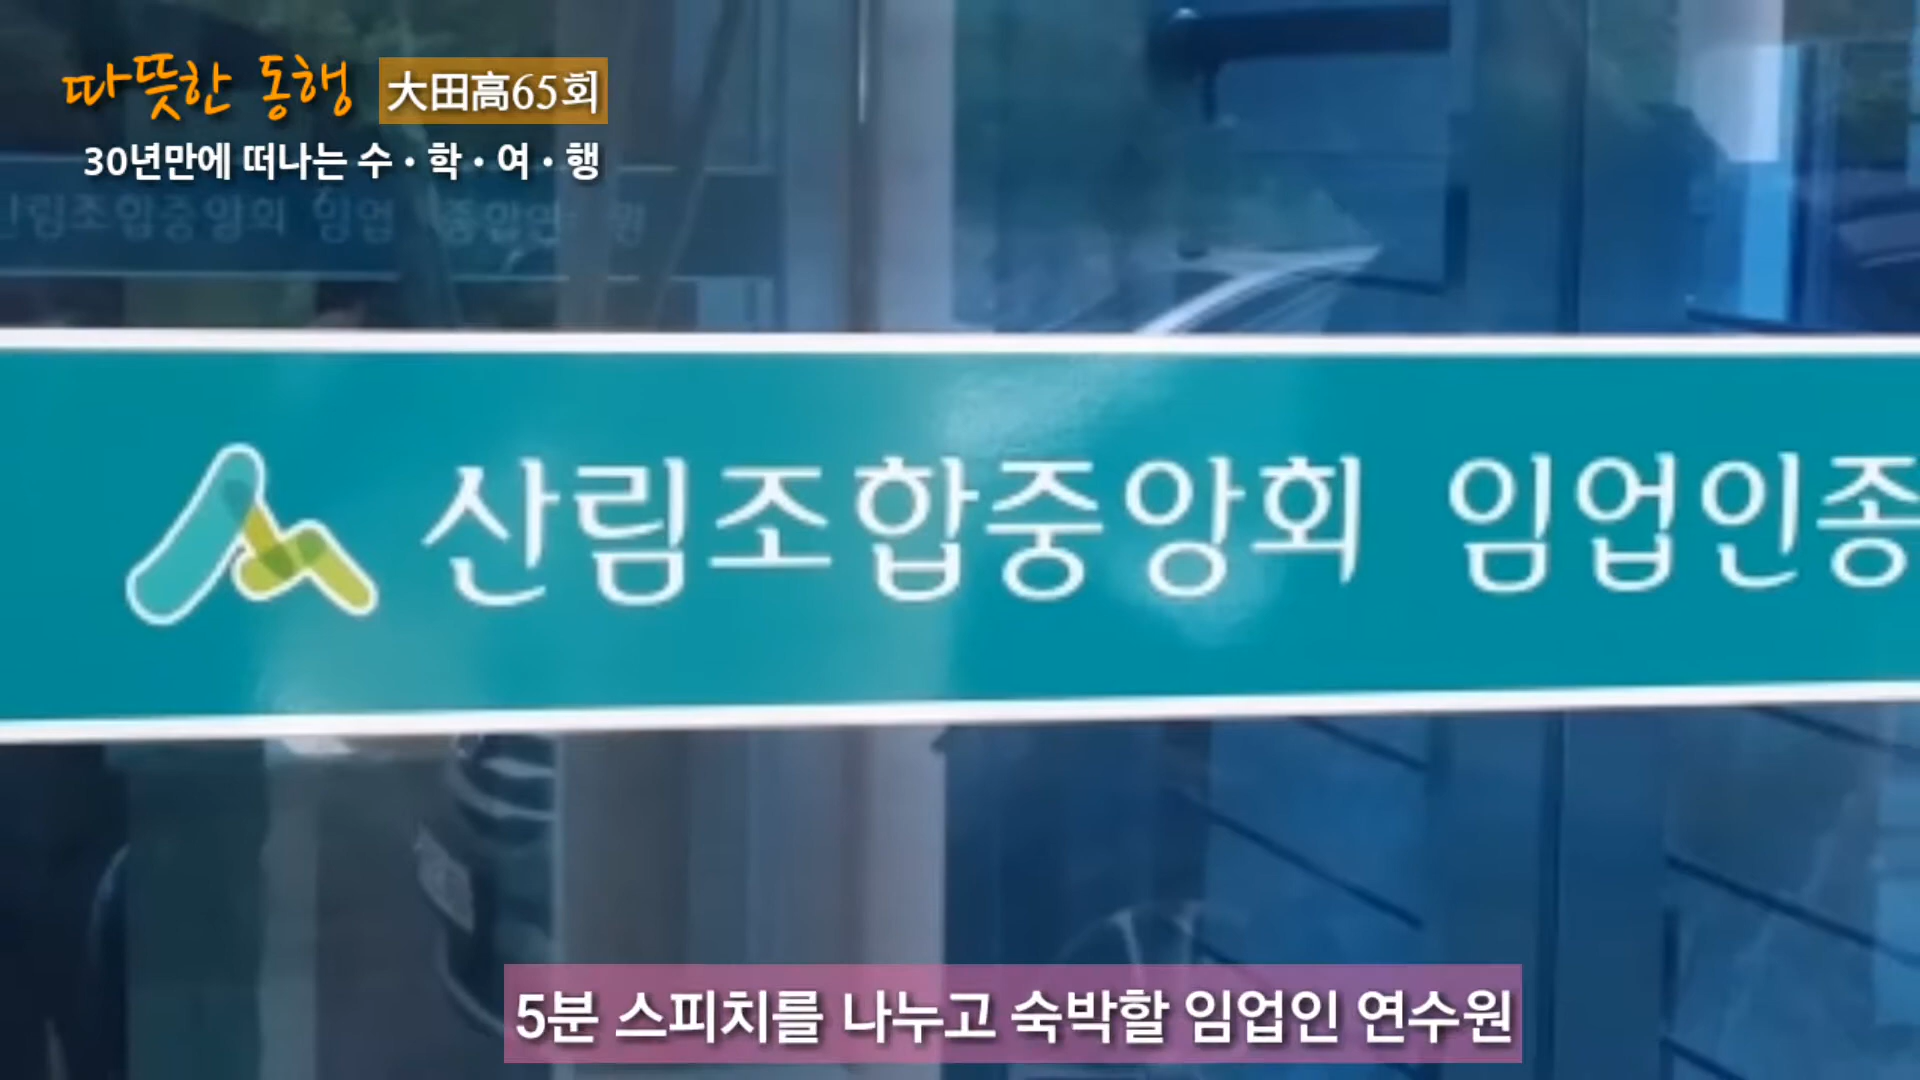 따뜻한 동행 大田高65회
30년만에 떠나는 수·학·여·행
산림조합중앙회 임업인종
5분 스피치를 나누고 숙박할 임업인 연수원